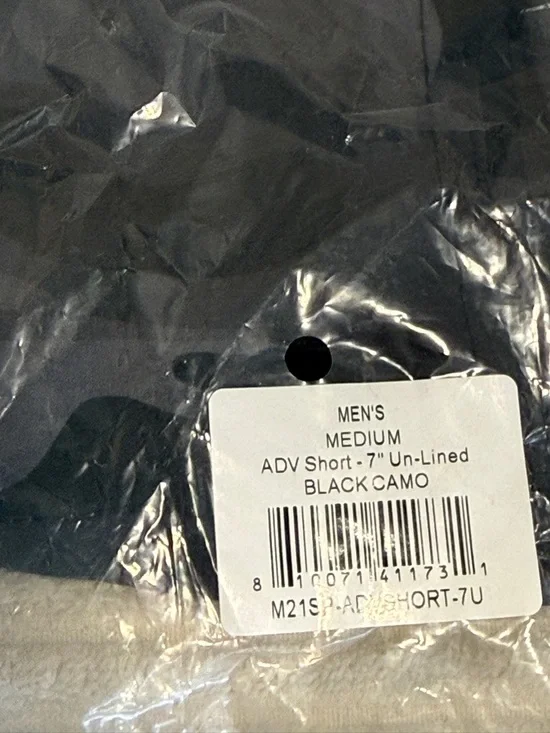 MEN'S
MEDIUM
ADV Short - 7" Un-Lined
BLACK CAMO
8 10071 41173 1
M21SP-ADVSHORT-7U